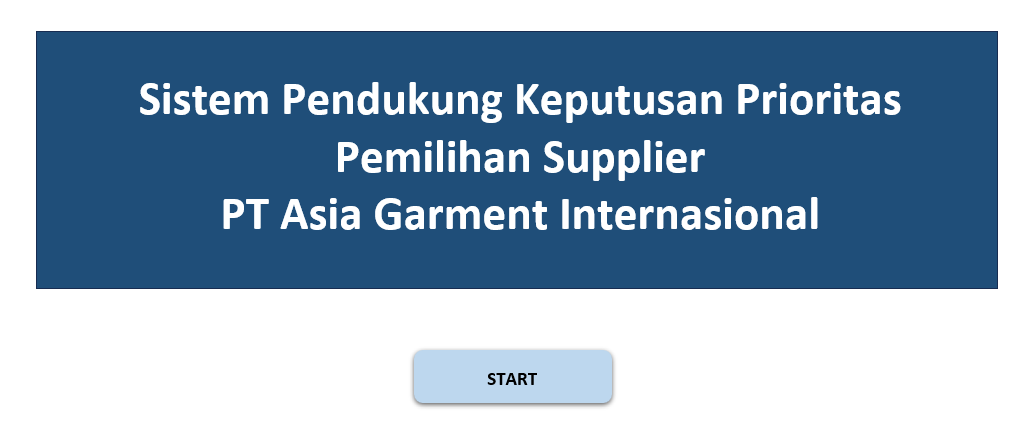 Sistem Pendukung Keputusan Prioritas
Pemilihan Supplier
PT Asia Garment Internasional
START